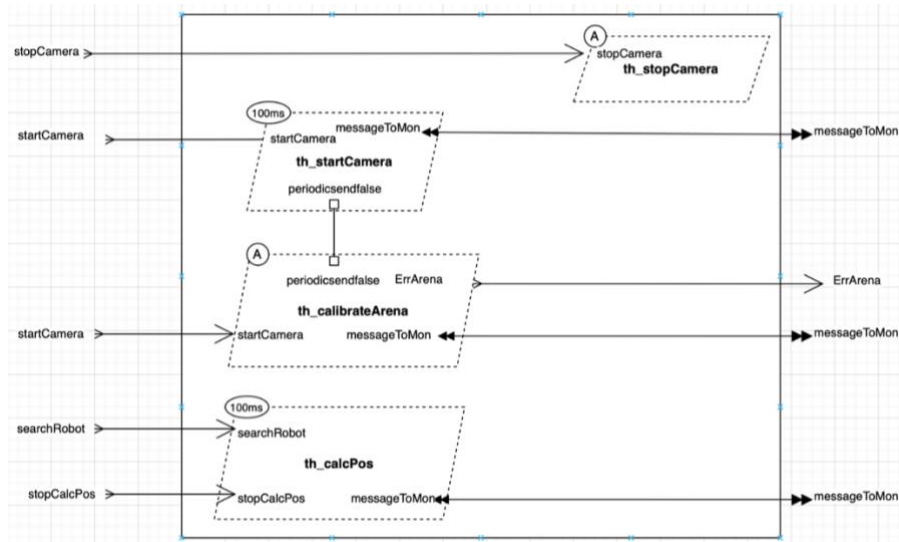 A
stopCamera
stopCamera
th_stopCamera
100ms
startCamera
startCamera
messageToMon
messageToMon
th_startCamera
periodicsendfalse
A
periodicsendfalse
ErrArena
ErrArena
th_calibrateArena
startCamera
startCamera
messageToMon
messageToMon
100ms
searchRobot
searchRobot
th_calcPos
stopCalcPos
stopCalcPos
messageToMon
messageToMon